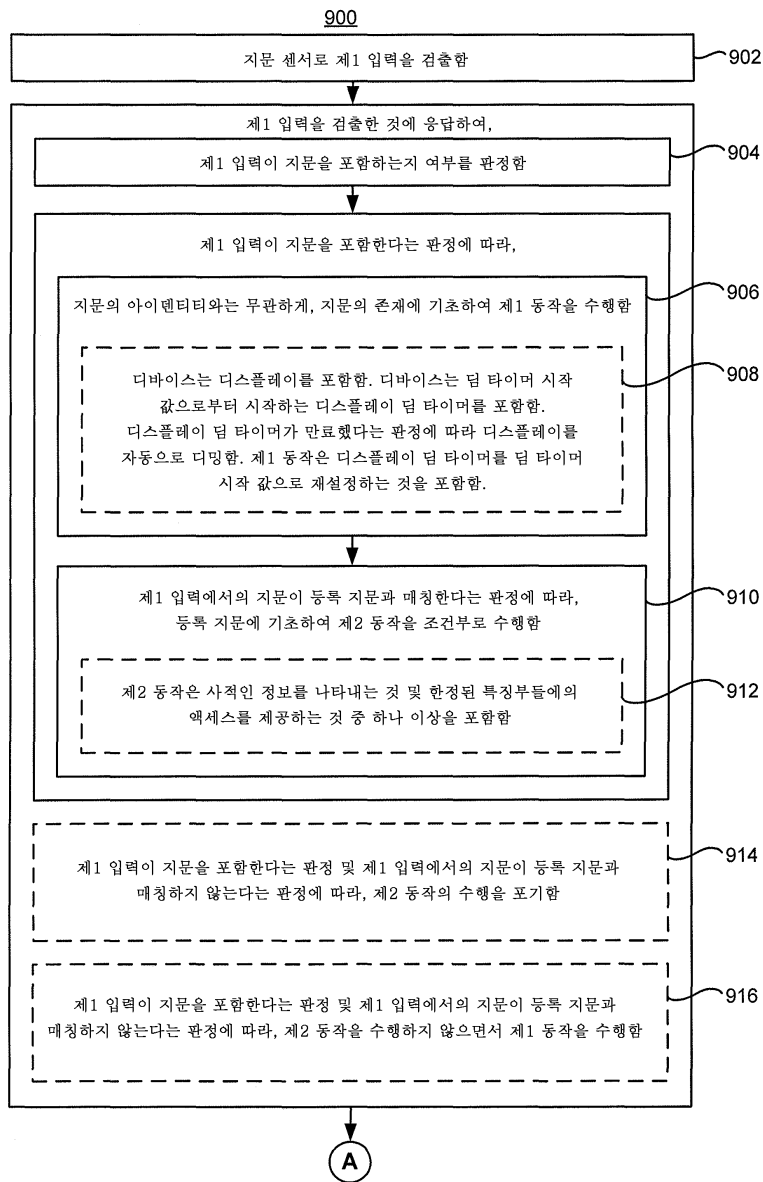 900
지문 센서로 제1 입력을 검출함
902
제1 입력을 검출한 것에 응답하여,
제1 입력이 지문을 포함하는지 여부를 판정함
904
제1 입력이 지문을 포함한다는 판정에 따라,
지문의 아이덴티티와는 무관하게, 지문의 존재에 기초하여 제1 동작을 수행함
906
디바이스는 디스플레이를 포함함. 디바이스는 딤 타이머 시작
값으로부터 시작하는 디스플레이 딤 타이머를 포함함.
디스플레이 딤 타이머가 만료했다는 판정에 따라 디스플레이를
자동으로 디밍함. 제1 동작은 디스플레이 딤 타이머를 딤 타이머
시작 값으로 재설정하는 것을 포함함.
908
제1 입력에서의 지문이 등록 지문과 매칭한다는 판정에 따라,
등록 지문에 기초하여 제2 동작을 조건부로 수행함
910
제2 동작은 사적인 정보를 나타내는 것 및 한정된 특징부들에의
액세스를 제공하는 것 중 하나 이상을 포함함
912
제1 입력이 지문을 포함한다는 판정 및 제1 입력에서의 지문이 등록 지문과
매칭하지 않는다는 판정에 따라, 제2 동작의 수행을 포기함
914
제1 입력이 지문을 포함한다는 판정 및 제1 입력에서의 지문이 등록 지문과
매칭하지 않는다는 판정에 따라, 제2 동작을 수행하지 않으면서 제1 동작을 수행함
916
A